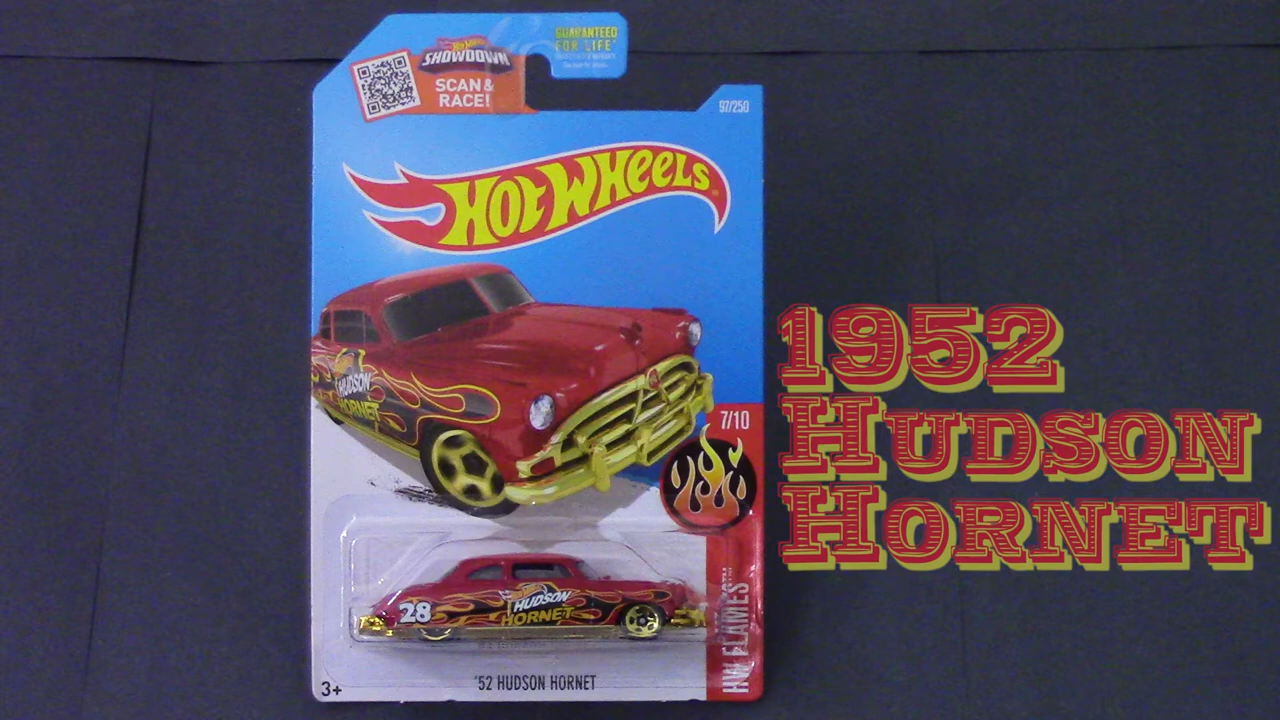 GUARANTEED
FOR LIFE*
Hot Wheels
SHOWDOWN
SCAN &
RACE!
97/250
HOT WHEELS
HUDSON
HORNET
7/10
1952
HUDSON
HORNET
28
HUDSON
HORNET
HW FLAMES™
'52 HUDSON HORNET
3+